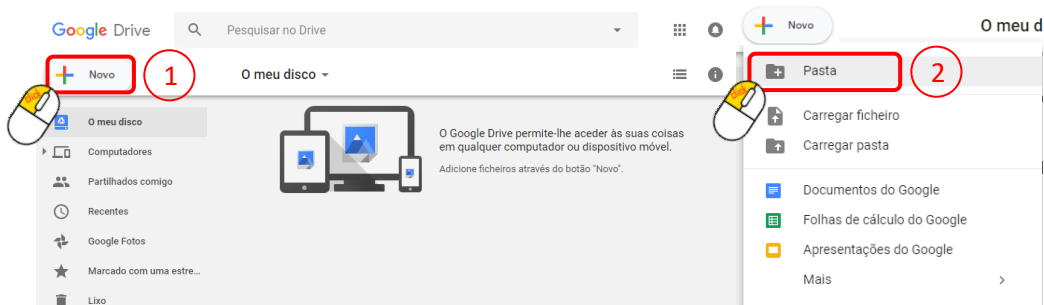 Google Drive
Pesquisar no Drive
Novo
1
O meu disco
click
O meu disco
Computadores
Partilhados comigo
Recentes
Google Fotos
Marcado com uma estre...
Lixo
O Google Drive permite-lhe aceder às suas coisas
em qualquer computador ou dispositivo móvel.
Adicione ficheiros através do botão "Novo".
Novo
O meu d
Pasta
2
click
Carregar ficheiro
Carregar pasta
Documentos do Google
Folhas de cálculo do Google
Apresentações do Google
Mais